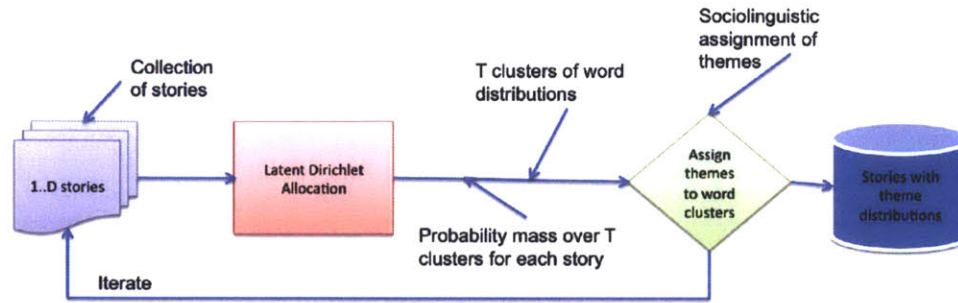 Sociolinguistic
assignment of
themes
Collection
of stories
T clusters of word
distributions
1..D stories
Latent Dirichlet
Allocation
Assign
themes
to word
clusters
Stories with
theme
distributions
Probability mass over T
clusters for each story
Iterate